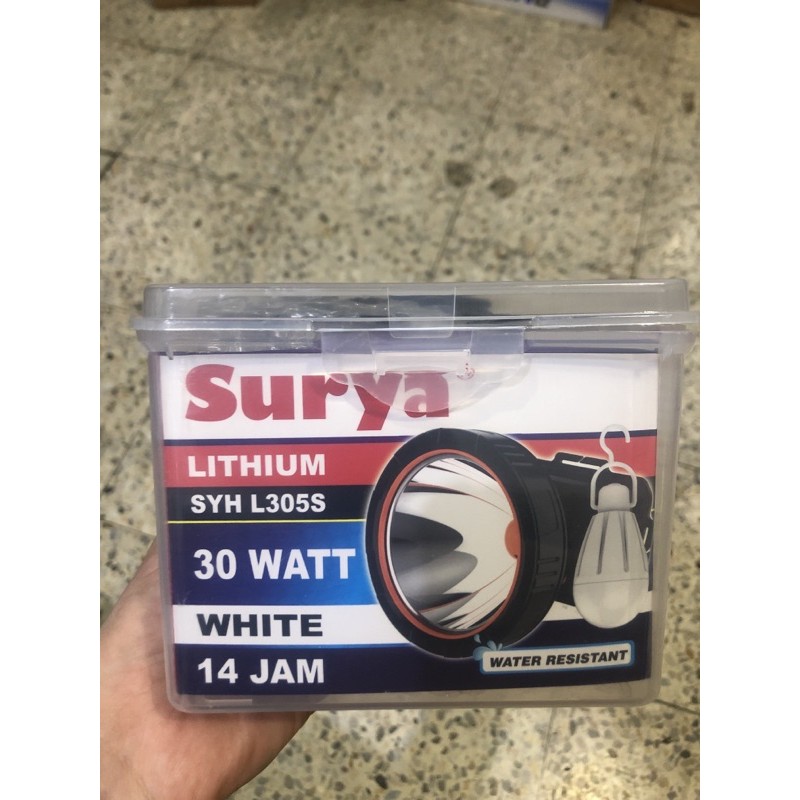 Surya
LITHIUM
SYH L305S
30 WATT
WHITE
14 JAM
WATER RESISTANT